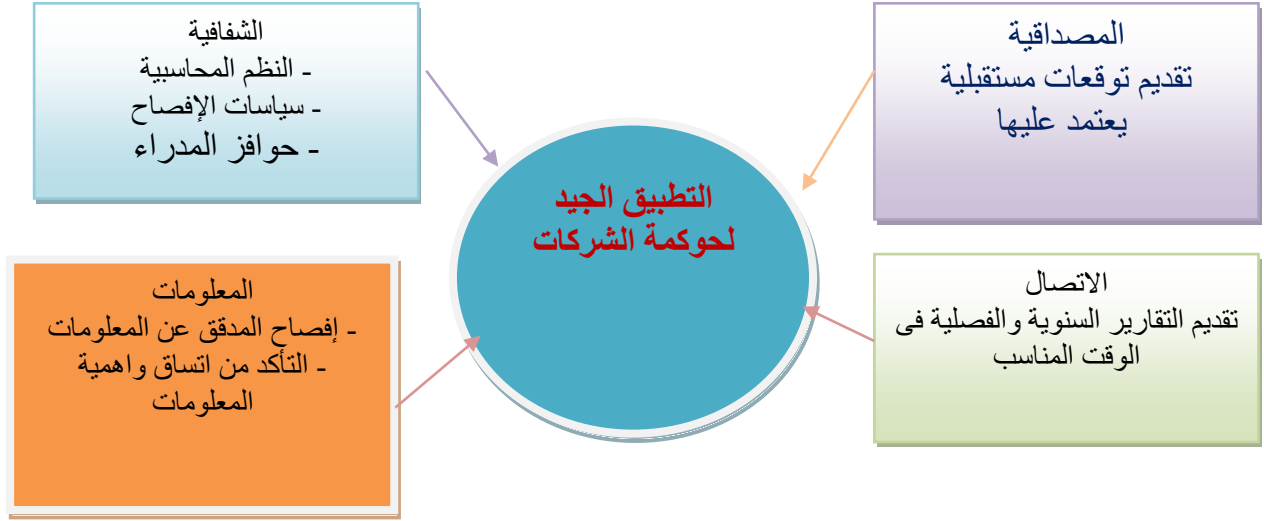 المصداقية
تقديم توقعات مستقبلية
يعتمد عليها
الشفافية
- النظم المحاسبية
- سياسات الإفصاح
- حوافز المدراء
التطبيق الجيد
لحوكمة الشركات
الاتصال
تقديم التقارير السنوية والفصلية فى
الوقت المناسب
المعلومات
- إفصاح المدقق عن المعلومات
- التأكد من اتساق واهمية
المعلومات